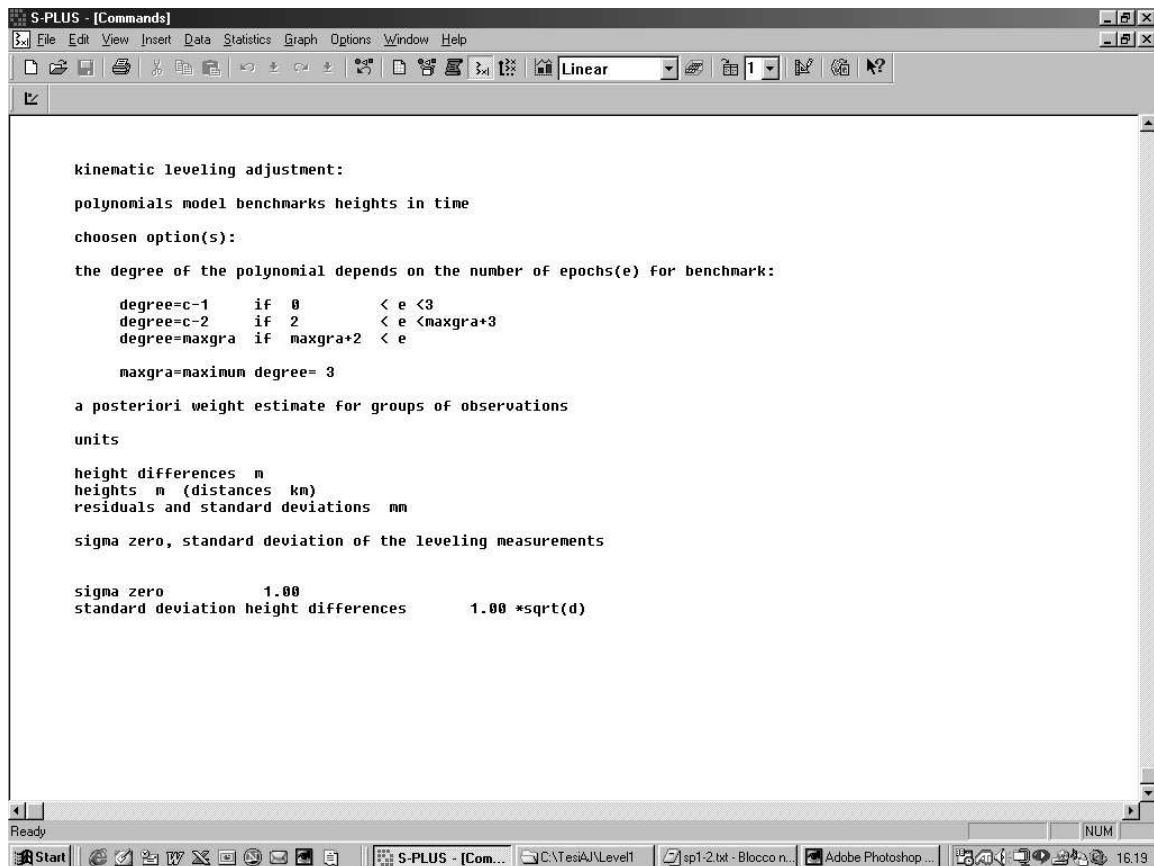 S-PLUS - [Commands]
File Edit View Insert Data Statistics Graph Options Window Help
Linear 1
kinematic leveling adjustment:
polynomials model benchmarks heights in time
choosen option(s):
the degree of the polynomial depends on the number of epochs(e) for benchmark:
degree=c-1 if 0 < e <3
degree=c-2 if 2 < e <maxgra+3
degree=maxgra if maxgra+2 < e
maxgra=maximum degree= 3
a posteriori weight estimate for groups of observations
units
height differences m
heights m (distances km)
residuals and standard deviations mm
sigma zero, standard deviation of the leveling measurements
sigma zero 1.00
standard deviation height differences 1.00 *sqrt(d)
Ready NUM
Start S-PLUS - [Com... C:\TesiAJ\Level1 sp1-2.txt - Blocco n... Adobe Photoshop ... 16.19